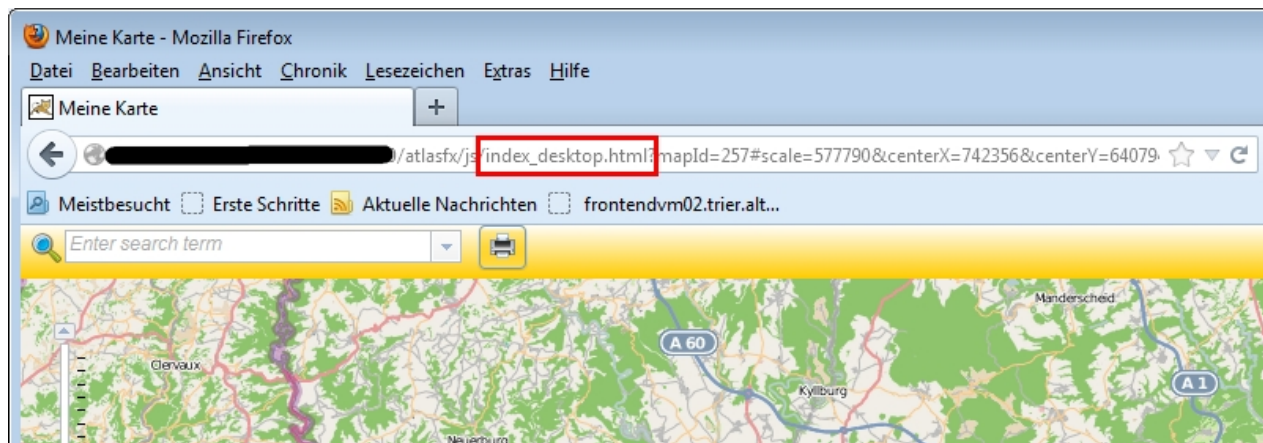 Meine Karte - Mozilla Firefox
Datei Bearbeiten Ansicht Chronik Lesezeichen Extras Hilfe
Meine Karte
/atlasfx/js/index_desktop.html?mapId=257#scale=577790&centerX=742356&centerY=64079
Meistbesucht Erste Schritte Aktuelle Nachrichten frontendvm02.trier.alt...
Enter search term
Manderscheid
A 60
Clervaux
A 1
Kyllburg
Neuerburg